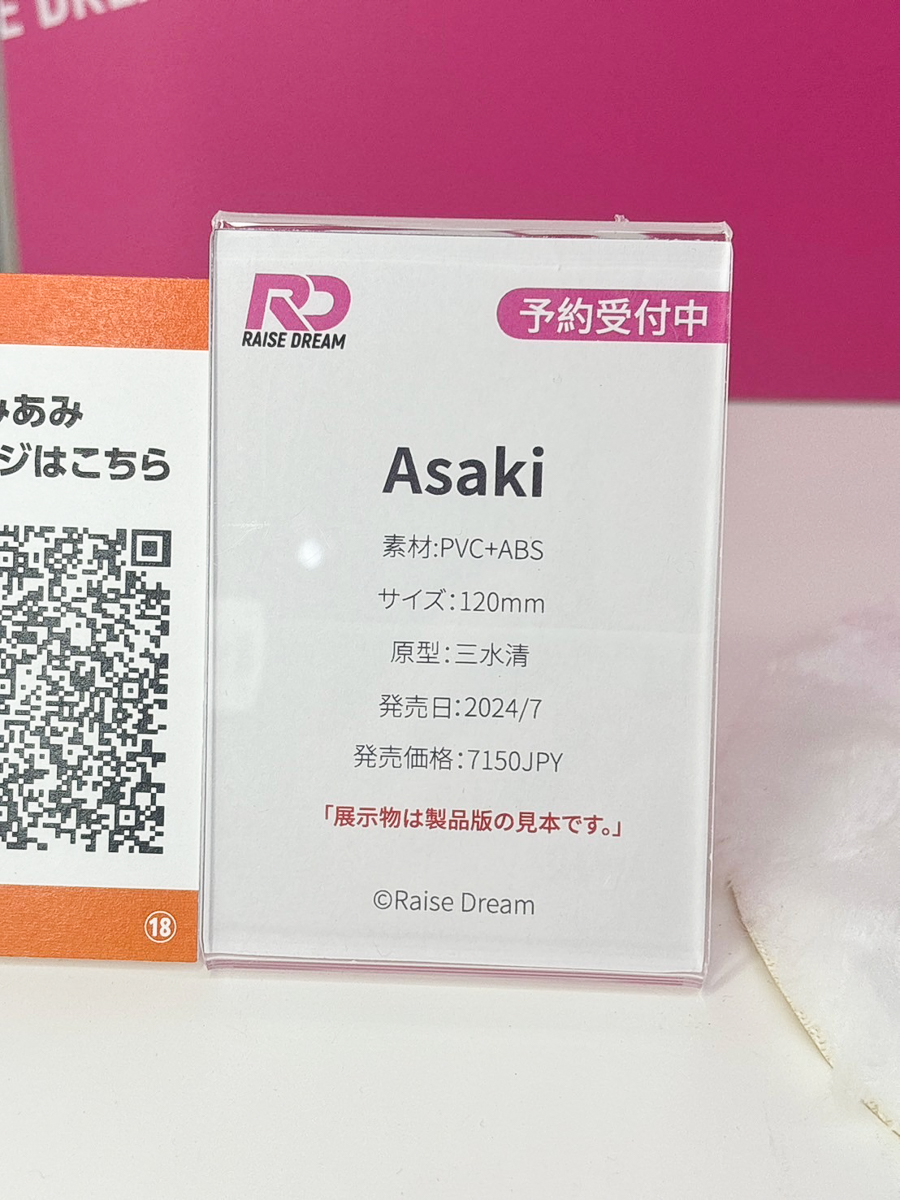 RAISE DREAM
予約受付中
Asaki
素材:PVC+ABS
サイズ:120mm
原型:三水清
発売日:2024/7
発売価格:7150JPY
「展示物は製品版の見本です。」
©Raise Dream
みあみ
ジはこちら
⑱